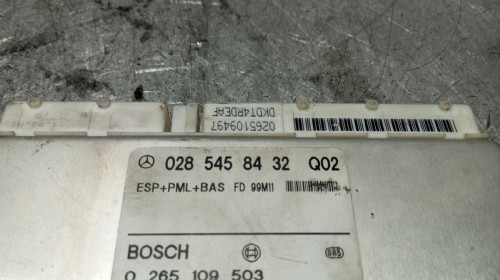 0265109497
DKDT4RDEAF
028 545 84 32 Q02
ESP+PML+BAS FD 99M11
BOSCH
0 265 109 503